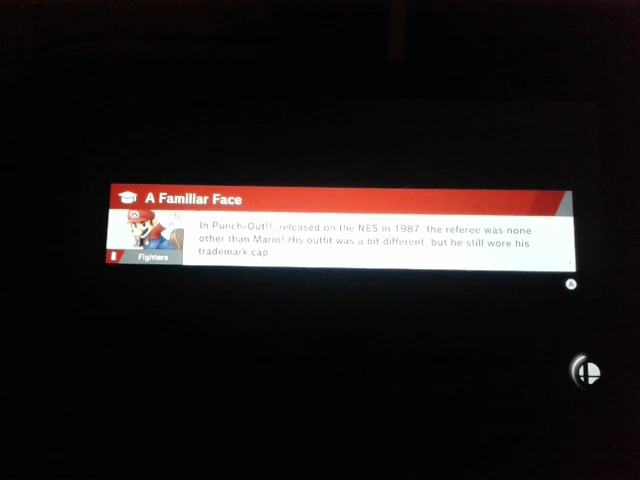 A Familiar Face
In Punch-Out!!, released on the NES in 1987, the referee was none
other than Mario! His outfit was a bit different, but he still wore his
trademark cap.
Fighters
A